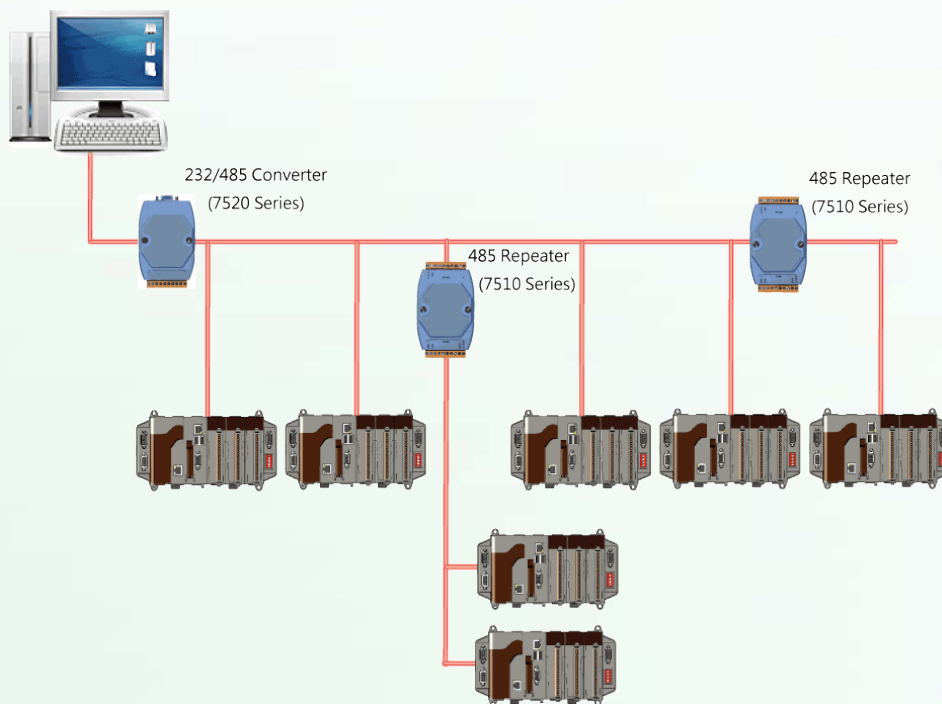 232/485 Converter
(7520 Series)
485 Repeater
(7510 Series)
485 Repeater
(7510 Series)